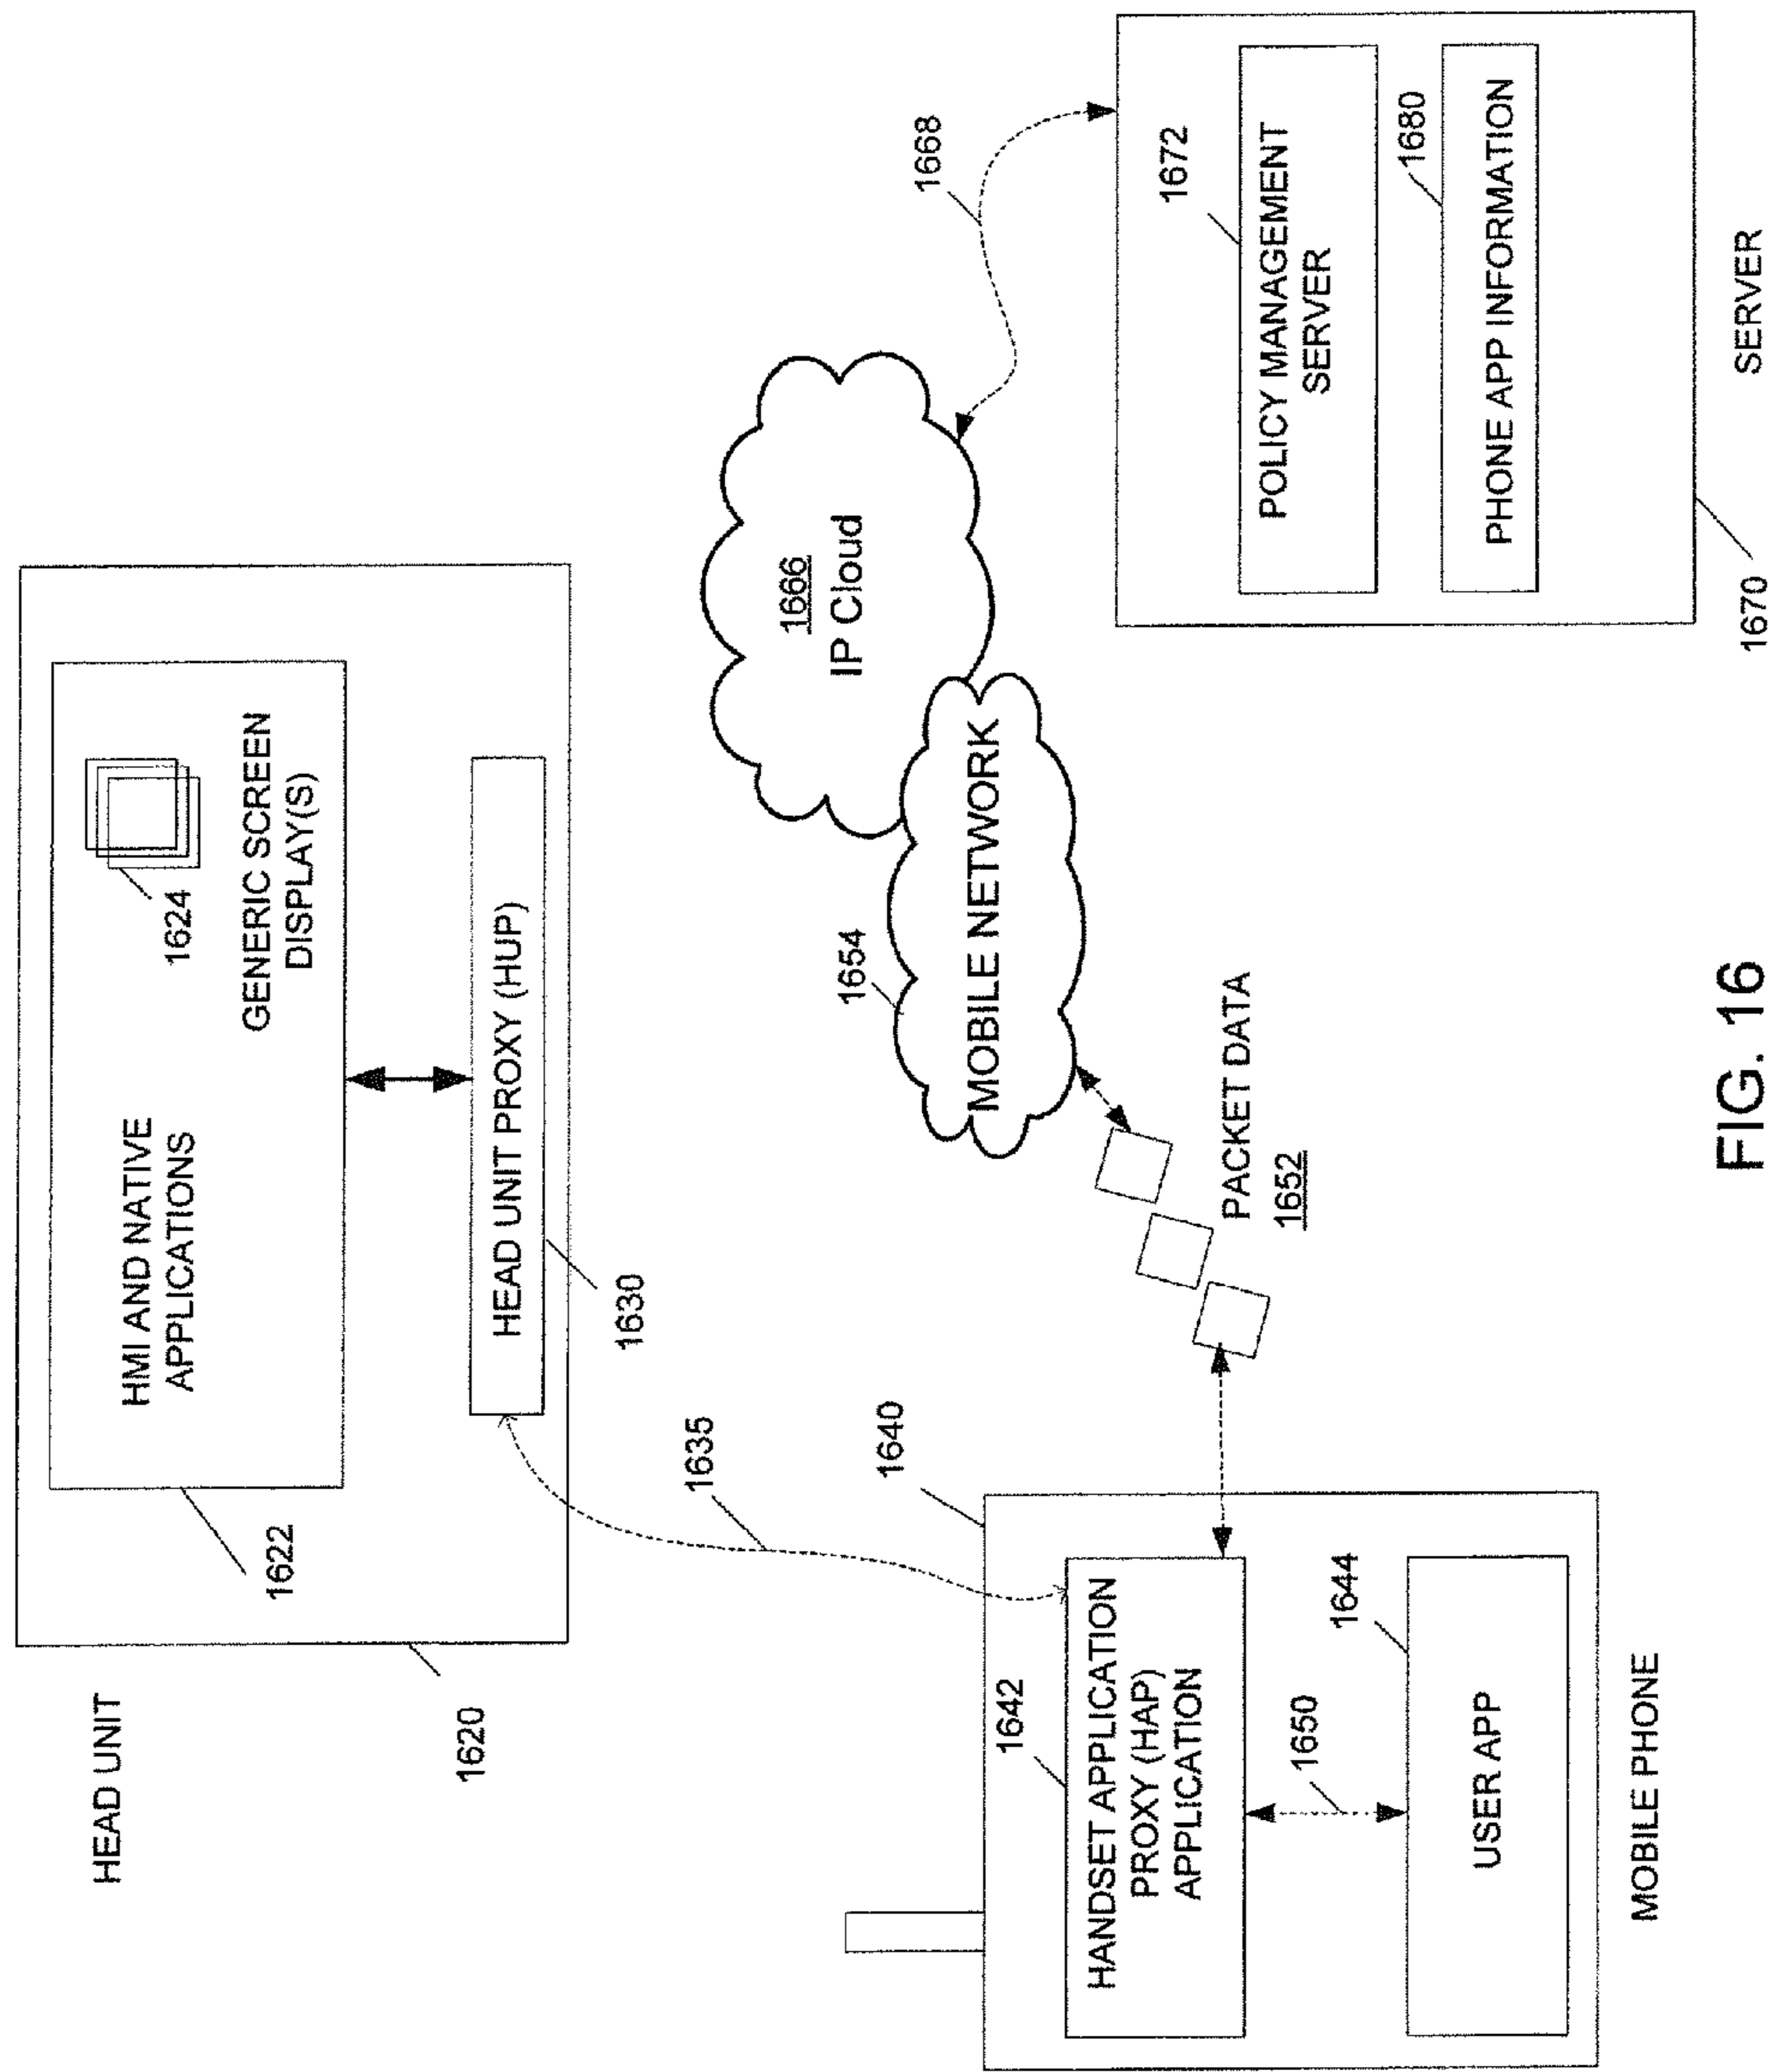 HEAD UNIT
1620
1622
HMI AND NATIVE
APPLICATIONS
1624
GENERIC SCREEN
DISPLAY(S)
HEAD UNIT PROXY (HUP)
1630
1635
1640
1642
HANDSET APPLICATION
PROXY (HAP)
APPLICATION
1650
1644
USER APP
MOBILE PHONE
PACKET DATA
1652
1654
MOBILE NETWORK
1666
IP Cloud
1668
1672
POLICY MANAGEMENT
SERVER
1680
PHONE APP INFORMATION
1670
SERVER
FIG. 16